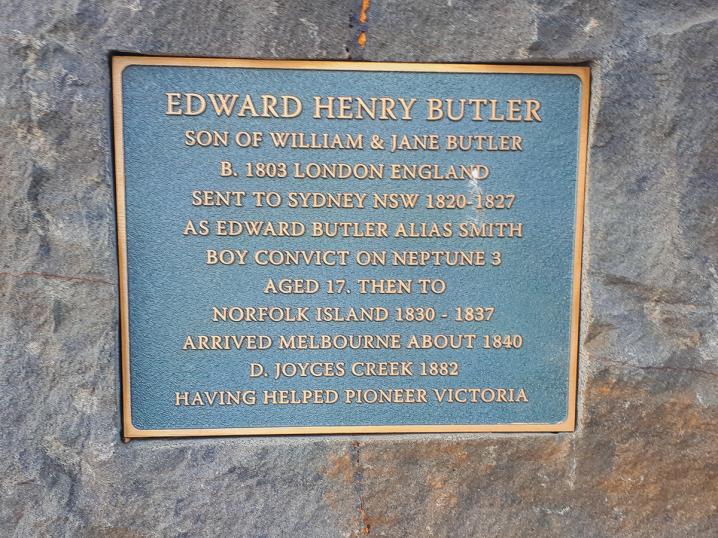 EDWARD HENRY BUTLER
SON OF WILLIAM & JANE BUTLER
B. 1803 LONDON ENGLAND
SENT TO SYDNEY NSW 1820-1827
AS EDWARD BUTLER ALIAS SMITH
BOY CONVICT ON NEPTUNE 3
AGED 17. THEN TO
NORFOLK ISLAND 1830 - 1837
ARRIVED MELBOURNE ABOUT 1840
D. JOYCES CREEK 1882
HAVING HELPED PIONEER VICTORIA